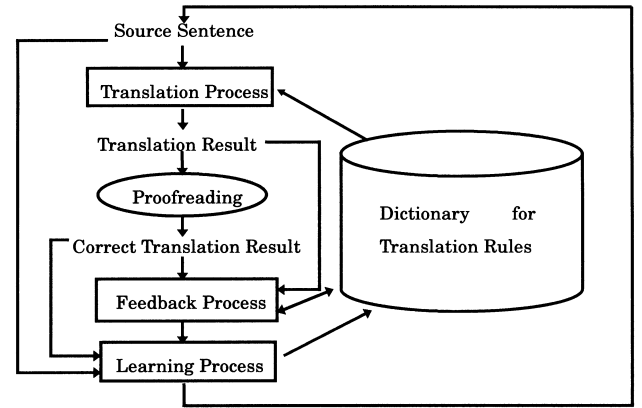 Source Sentence
Translation Process
Translation Result
Proofreading
Correct Translation Result
Feedback Process
Learning Process
Dictionary for
Translation Rules